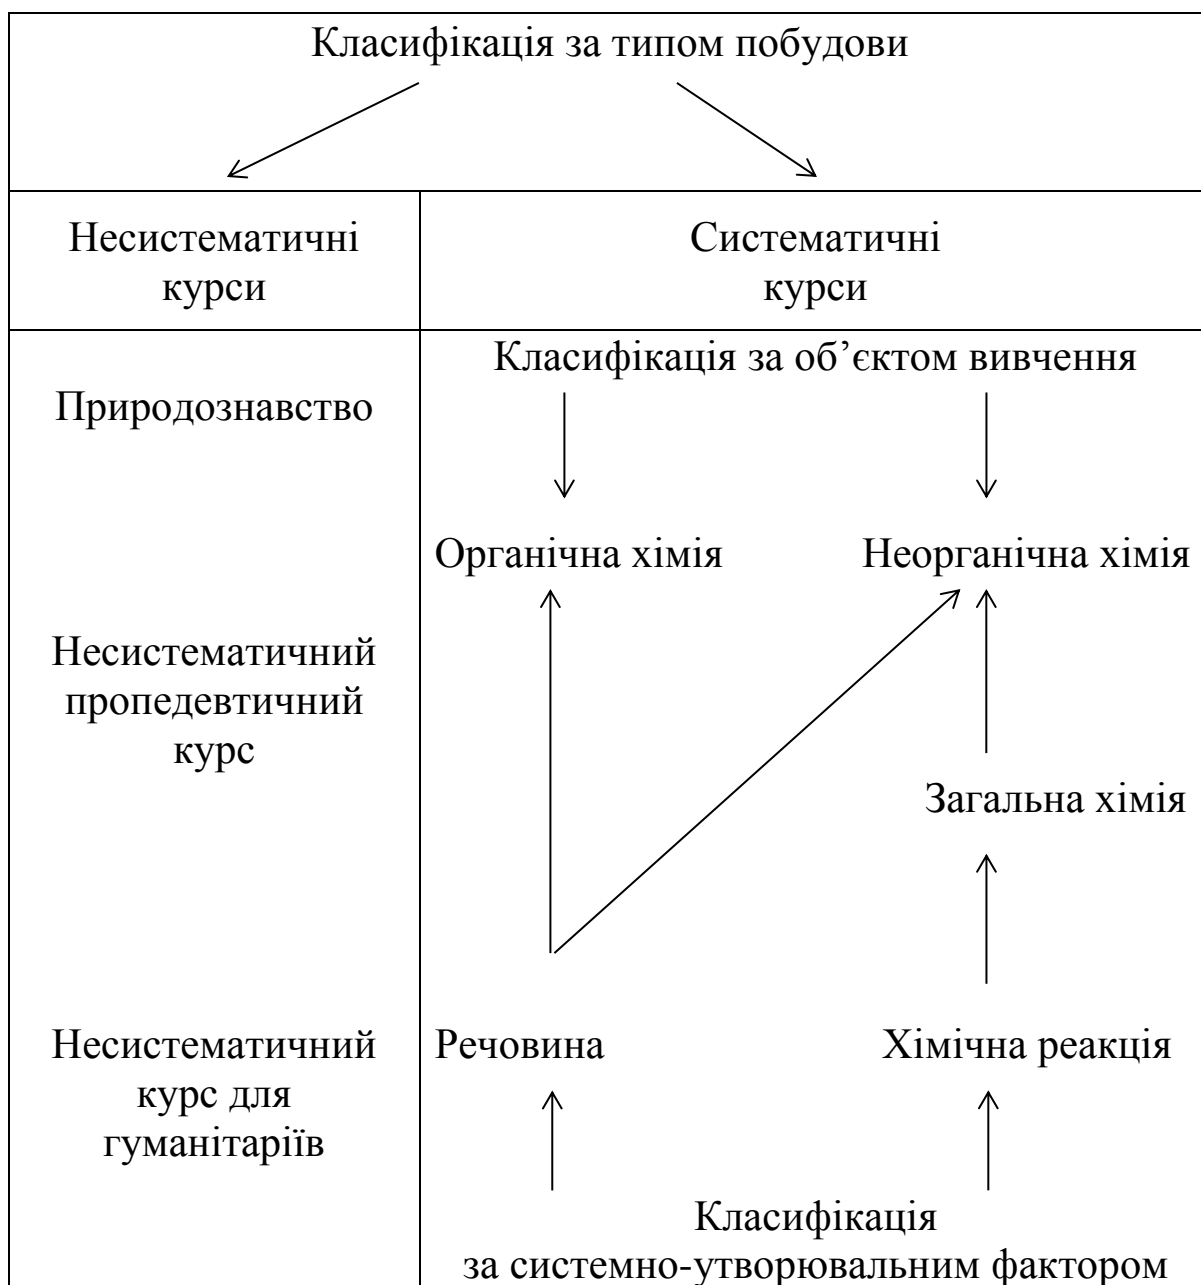 Класифікація за типом побудови
Несистематичні
курси
Систематичні
курси
Природознавство
Несистематичний
пропедевтичний
курс
Несистематичний
курс для
гуманітаріїв
Класифікація за об’єктом вивчення
Органічна хімія
Неорганічна хімія
Загальна хімія
Речовина
Хімічна реакція
Класифікація
за системно-утворювальним фактором